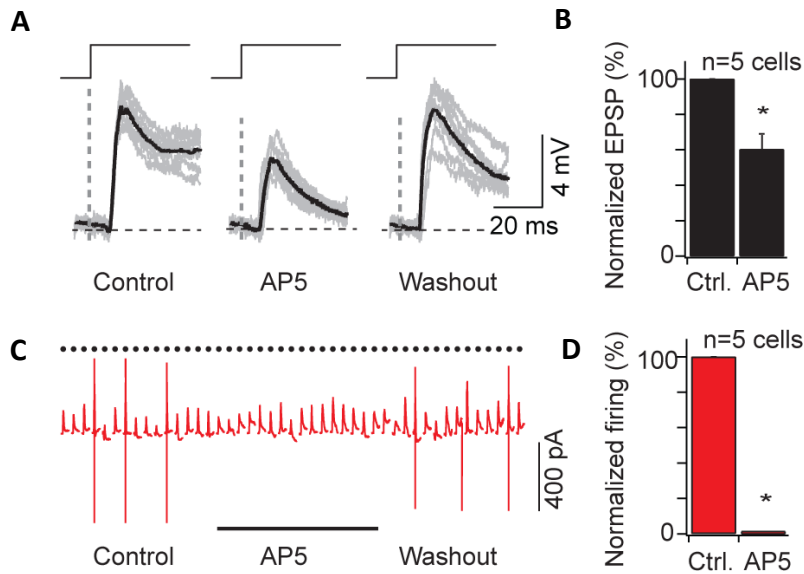 A
4 mV
20 ms
Control
AP5
Washout
B
n=5 cells
Normalized EPSP (%)
100
*
0
Ctrl.
AP5
C
400 pA
Control
AP5
Washout
D
n=5 cells
Normalized firing (%)
100
*
0
Ctrl.
AP5